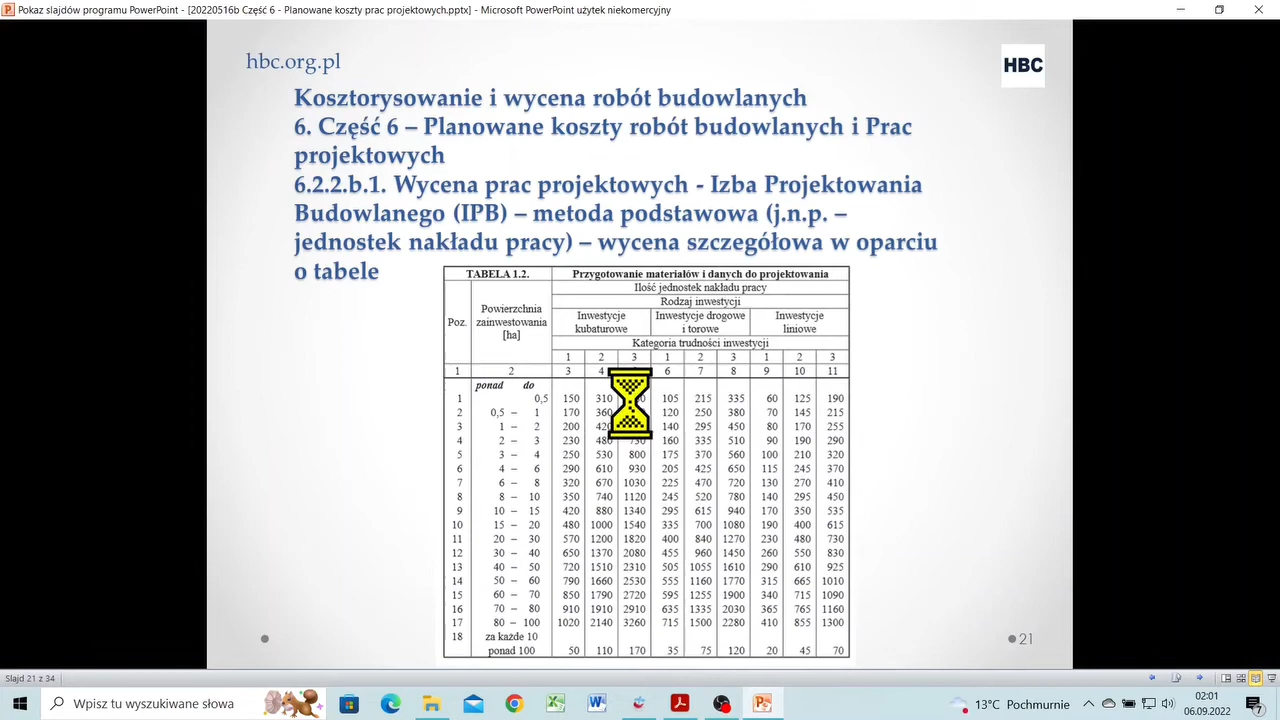 Pokaz slajdów programu PowerPoint - [20220516b Część 6 - Planowane koszty prac projektowych.pptx] - Microsoft PowerPoint użytek niekomercyjny
hbc.org.pl
HBC
Kosztorysowanie i wycena robót budowlanych
6. Część 6 – Planowane koszty robót budowlanych i Prac
projektowych
6.2.2.b.1. Wycena prac projektowych - Izba Projektowania
Budowlanego (IPB) – metoda podstawowa (j.n.p. –
jednostek nakładu pracy) – wycena szczegółowa w oparciu
o tabele
TABELA 1.2. Przygotowanie materiałów i danych do projektowania
Ilość jednostek nakładu pracy
Rodzaj inwestycji
Poz. Powierzchnia zainwestowania [ha] Inwestycje kubaturowe Inwestycje drogowe i torowe Inwestycje liniowe
Kategoria trudności inwestycji
1 2 3 1 2 3 1 2 3
1 2 3 4 6 7 8 9 10 11
ponad do
1 0,5 150 310 105 215 335 60 125 190
2 0,5 – 1 170 360 120 250 380 70 145 215
3 1 – 2 200 420 140 295 450 80 170 255
4 2 – 3 230 480 730 160 335 510 90 190 290
5 3 – 4 250 530 800 175 370 560 100 210 320
6 4 – 6 290 610 930 205 425 650 115 245 370
7 6 – 8 320 670 1030 225 470 720 130 270 410
8 8 – 10 350 740 1120 245 520 780 140 295 450
9 10 – 15 420 880 1340 295 615 940 170 350 535
10 15 – 20 480 1000 1540 335 700 1080 190 400 615
11 20 – 30 570 1200 1820 400 840 1270 230 480 730
12 30 – 40 650 1370 2080 455 960 1450 260 550 830
13 40 – 50 720 1510 2310 505 1055 1610 290 610 925
14 50 – 60 790 1660 2530 555 1160 1770 315 665 1010
15 60 – 70 850 1790 2720 595 1255 1900 340 715 1090
16 70 – 80 910 1910 2910 635 1335 2030 365 765 1160
17 80 – 100 1020 2140 3260 715 1500 2280 410 855 1300
18 za każde 10
ponad 100 50 110 170 35 75 120 20 45 70
21
Slajd 21 z 34
Wpisz tu wyszukiwane słowa
13°C Pochmurnie
02:01
06.09.2022
7